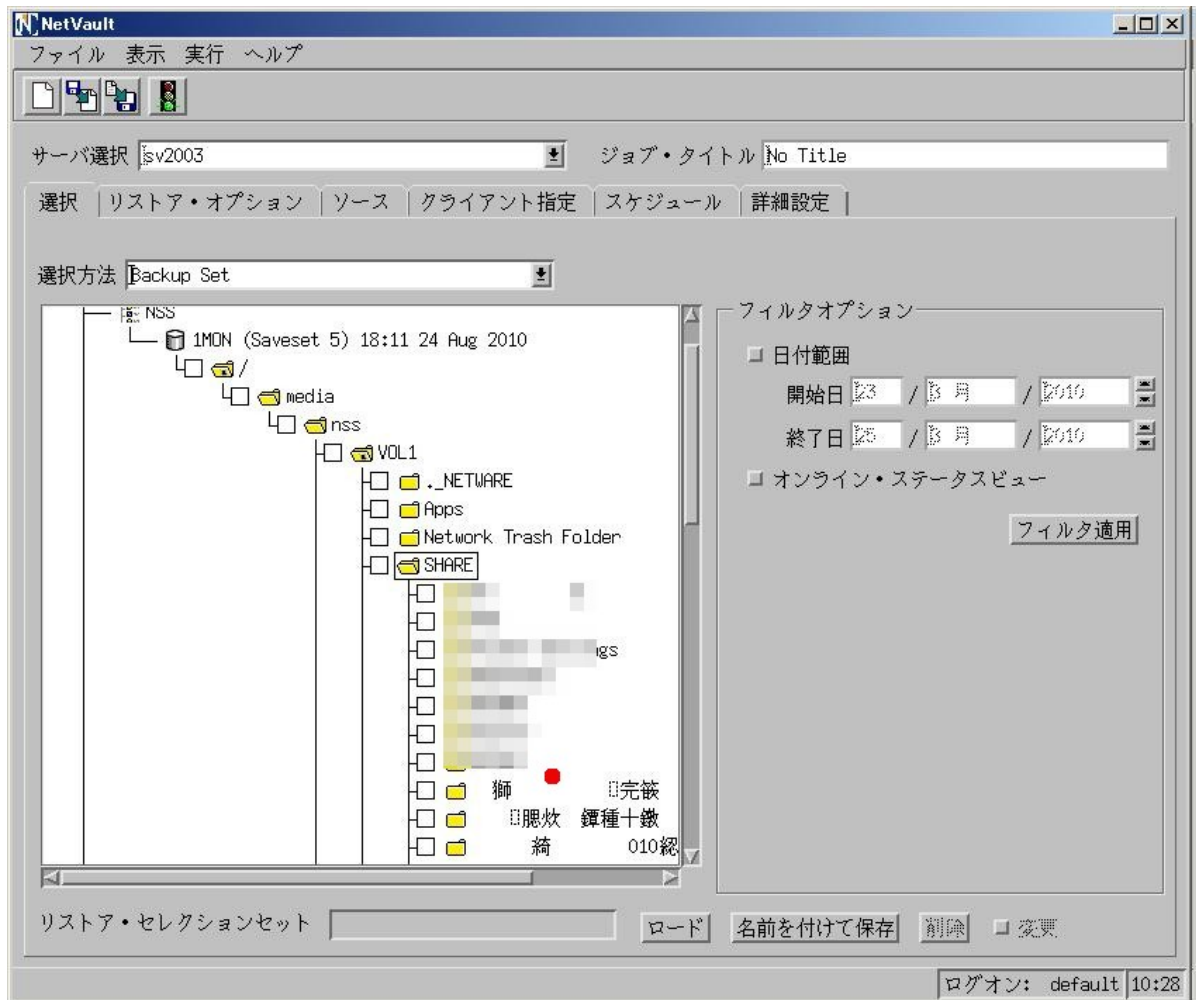 NetVault
ファイル 表示 実行 ヘルプ
サーバ選択 sv2003 ジョブ・タイトル No Title
選択 リストア・オプション ソース クライアント指定 スケジュール 詳細設定
選択方法 Backup Set
NSS
1MON (Saveset 5) 18:11 24 Aug 2010
/
media
nss
VOL1
._NETWARE
Apps
Network Trash Folder
SHARE
gs
獅 完篏
腮炊 鐔種十繳
綺 010綛
フィルタオプション
日付範囲
開始日 23 / 8 月 / 2010
終了日 25 / 8 月 / 2010
オンライン・ステータスビュー
フィルタ適用
リストア・セレクションセット ロード 名前を付けて保存 削除 変更
ログオン: default 10:28